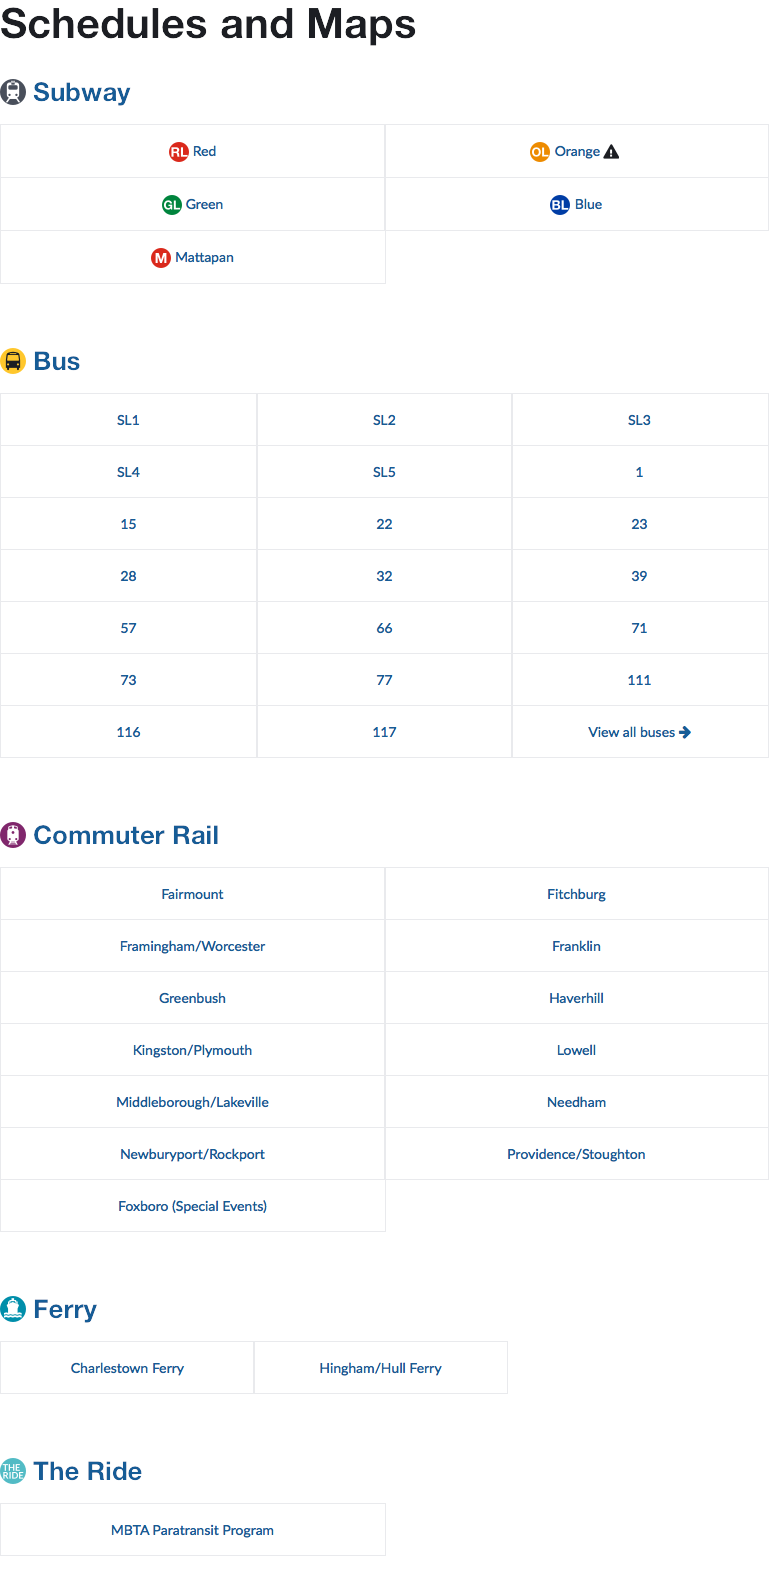 Schedules and Maps
Subway
RL Red
OL Orange
GL Green
BL Blue
M Mattapan
Bus
SL1
SL2
SL3
SL4
SL5
1
15
22
23
28
32
39
57
66
71
73
77
111
116
117
View all buses
Commuter Rail
Fairmount
Fitchburg
Framingham/Worcester
Franklin
Greenbush
Haverhill
Kingston/Plymouth
Lowell
Middleborough/Lakeville
Needham
Newburyport/Rockport
Providence/Stoughton
Foxboro (Special Events)
Ferry
Charlestown Ferry
Hingham/Hull Ferry
THE
RIDE
The Ride
MBTA Paratransit Program